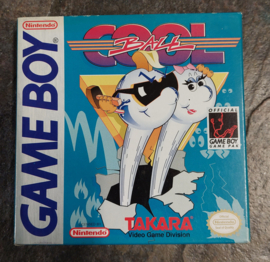 Nintendo
GAME BOY
COOL
BALL
OFFICIAL
GAME BOY
GAME PAK
TAKARA
Video Game Division
Nintendo